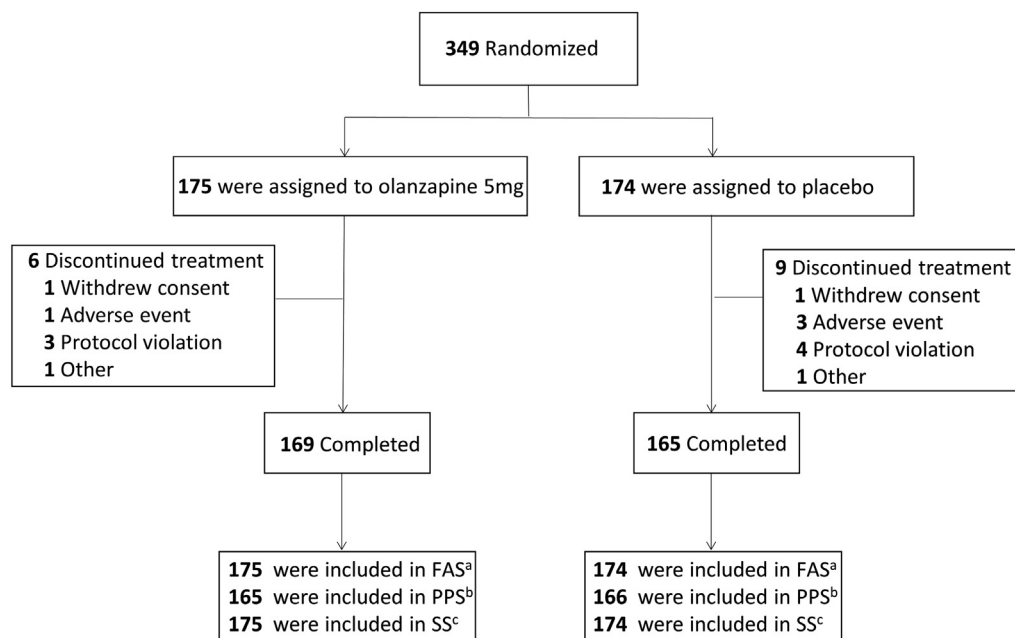 349 Randomized
175 were assigned to olanzapine 5mg
174 were assigned to placebo
6 Discontinued treatment
1 Withdrew consent
1 Adverse event
3 Protocol violation
1 Other
9 Discontinued treatment
1 Withdrew consent
3 Adverse event
4 Protocol violation
1 Other
169 Completed
165 Completed
175 were included in FASᵃ
165 were included in PPSᵇ
175 were included in SSᶜ
174 were included in FASᵃ
166 were included in PPSᵇ
174 were included in SSᶜ